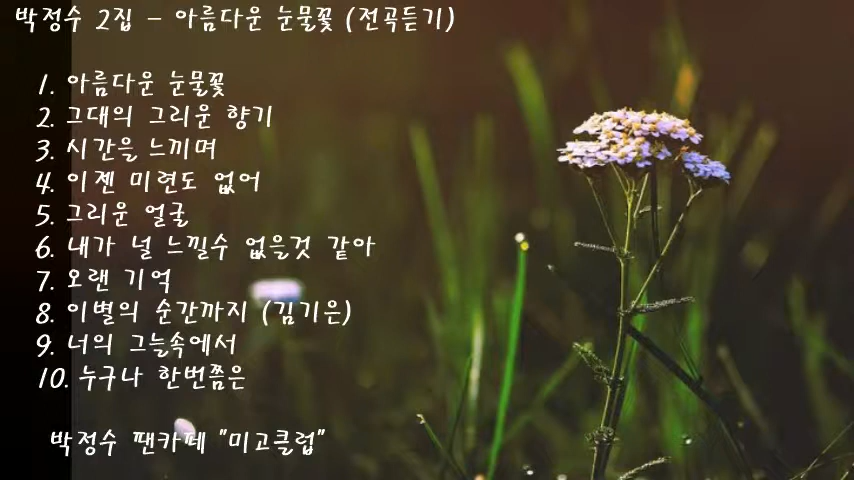 박정수 2집 - 아름다운 눈물꽃 (전곡듣기)
1. 아름다운 눈물꽃
2. 그대의 그리운 향기
3. 시간을 느끼며
4. 이젠 미련도 없어
5. 그리운 얼굴
6. 내가 널 느낄수 없을것 같아
7. 오랜 기억
8. 이별의 순간까지 (김기은)
9. 너의 그늘속에서
10. 누구나 한번쯤은
박정수 팬카페 "미고클럽"